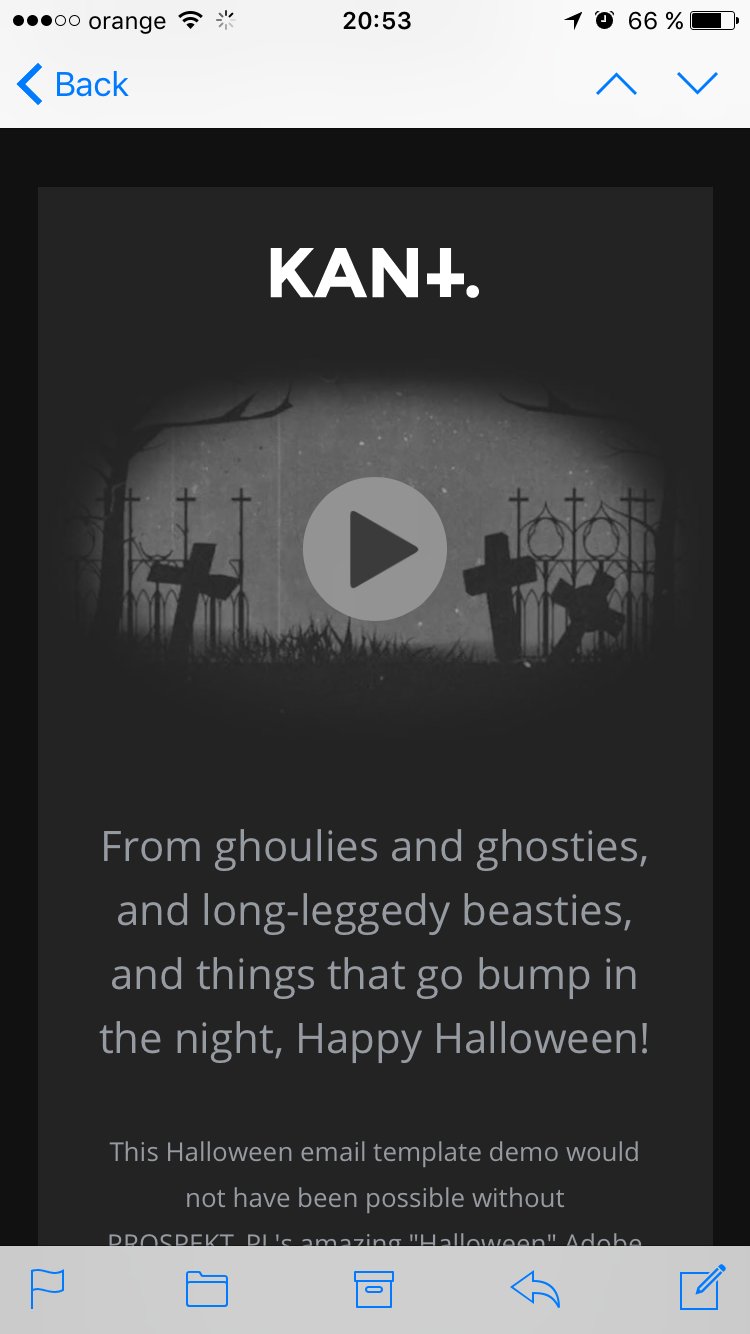 orange 20:53 66 %
Back
KANT.
From ghoulies and ghosties,
and long-leggedy beasties,
and things that go bump in
the night, Happy Halloween!
This Halloween email template demo would
not have been possible without
PROSPEKT. PL's amazing "Halloween" Adobe